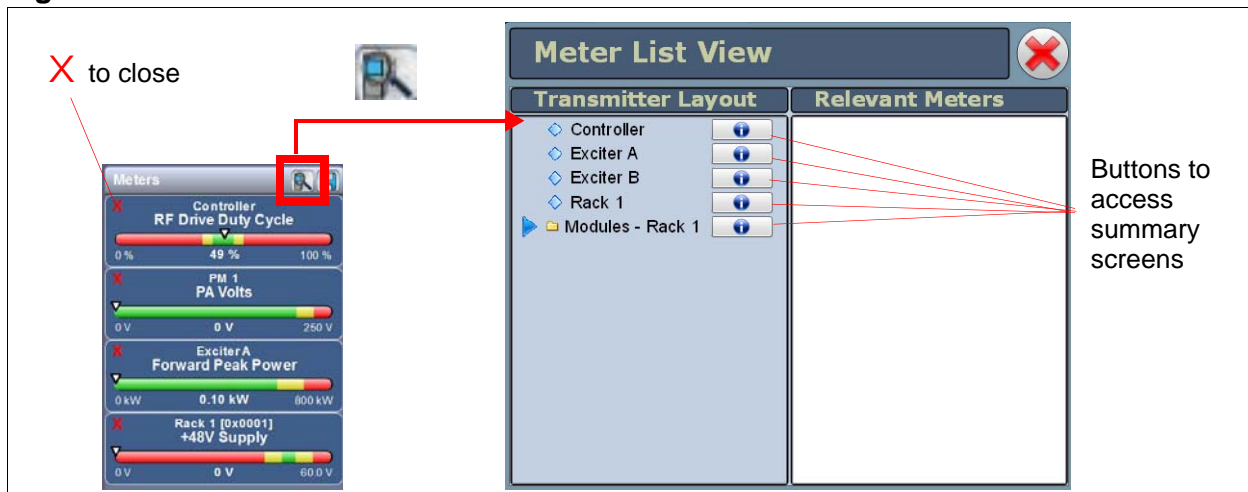 X to close
Meters
X Controller
RF Drive Duty Cycle
0 % 49 % 100 %
X PM 1
PA Volts
0 V 0 V 250 V
X Exciter A
Forward Peak Power
0 kW 0.10 kW 800 kW
X Rack 1 [0x0001]
+48V Supply
0 V 0 V 60.0 V
Meter List View
Transmitter Layout
Relevant Meters
Controller
Exciter A
Exciter B
Rack 1
Modules - Rack 1
Buttons to
access
summary
screens